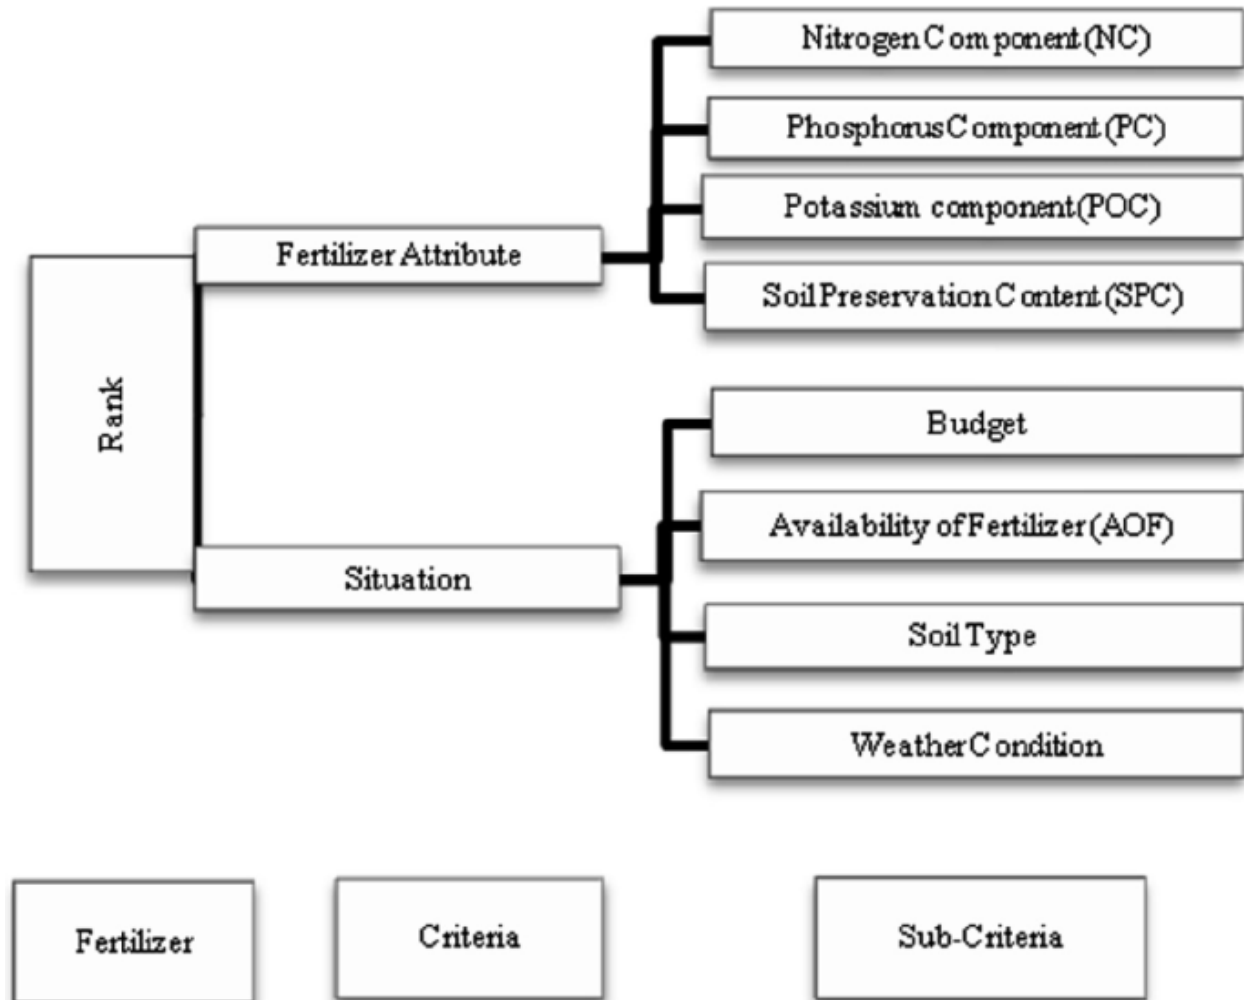 Nitrogen Component (NC)
Phosphorus Component (PC)
Potassium component (POC)
Fertilizer Attribute
Soil Preservation Content (SPC)
Rank
Budget
Availability of Fertilizer (AOF)
Situation
Soil Type
Weather Condition
Fertilizer
Criteria
Sub-Criteria